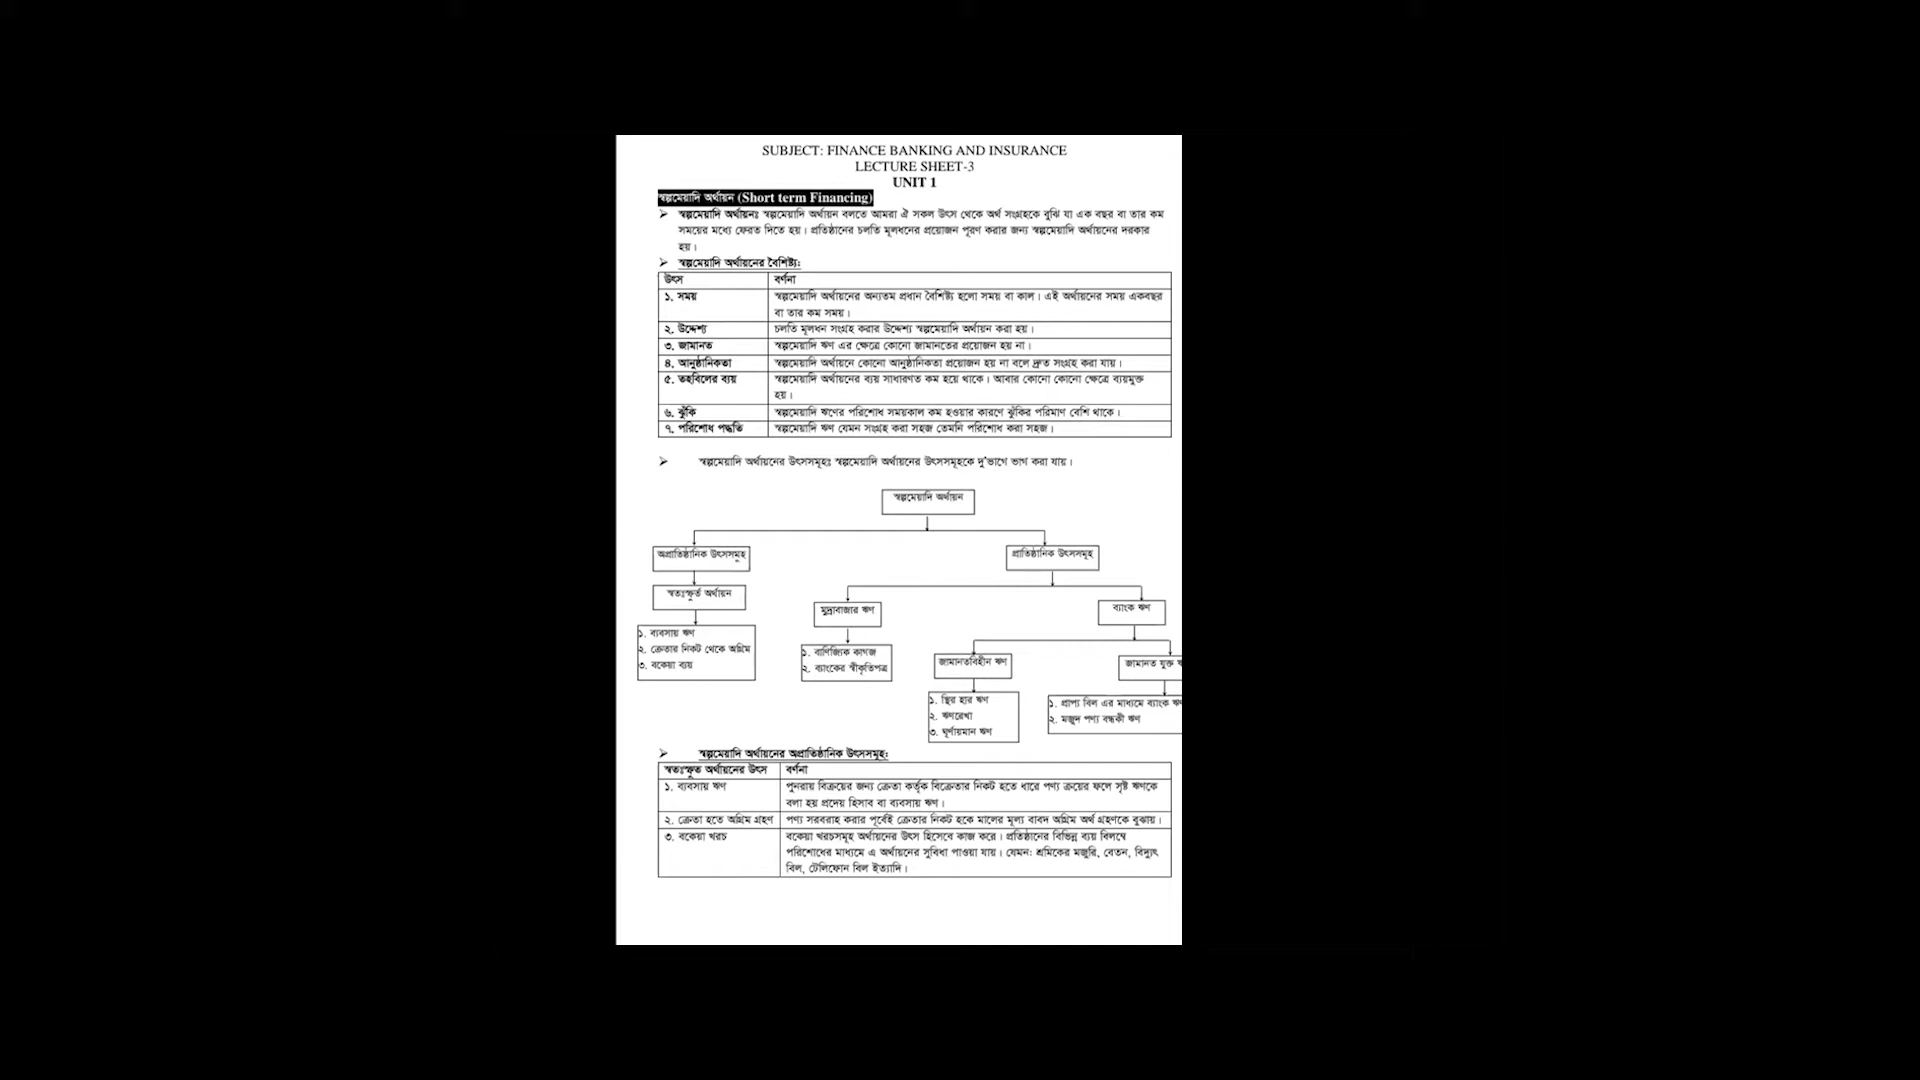 SUBJECT: FINANCE BANKING AND INSURANCE
LECTURE SHEET-3
UNIT 1
স্বল্পমেয়াদি অর্থায়ন (Short term Financing)
➢ স্বল্পমেয়াদি অর্থায়নঃ স্বল্পমেয়াদি অর্থায়ন বলতে আমরা ঐ সকল উৎস থেকে অর্থ সংগ্রহকে বুঝি যা এক বছর বা তার কম
সময়ের মধ্যে ফেরত দিতে হয়। প্রতিষ্ঠানের চলতি মূলধনের প্রয়োজন পূরণ করার জন্য স্বল্পমেয়াদি অর্থায়নের দরকার
হয়।
➢ স্বল্পমেয়াদি অর্থায়নের বৈশিষ্ট্য:
উৎস বর্ণনা
১. সময় স্বল্পমেয়াদি অর্থায়নের অন্যতম প্রধান বৈশিষ্ট্য হলো সময় বা কাল। এই অর্থায়নের সময় একবছর
বা তার কম সময়।
২. উদ্দেশ্য চলতি মূলধন সংগ্রহ করার উদ্দেশ্য স্বল্পমেয়াদি অর্থায়ন করা হয়।
৩. জামানত স্বল্পমেয়াদি ঋণ এর ক্ষেত্রে কোনো জামানতের প্রয়োজন হয় না।
৪. আনুষ্ঠানিকতা স্বল্পমেয়াদি অর্থায়নে কোনো আনুষ্ঠানিকতা প্রয়োজন হয় না বলে দ্রুত সংগ্রহ করা যায়।
৫. তহবিলের ব্যয় স্বল্পমেয়াদি অর্থায়নের ব্যয় সাধারণত কম হয়ে থাকে। আবার কোনো কোনো ক্ষেত্রে ব্যয়মুক্ত
হয়।
৬. ঝুঁকি স্বল্পমেয়াদি ঋণের পরিশোধ সময়কাল কম হওয়ার কারণে ঝুঁকির পরিমাণ বেশি থাকে।
৭. পরিশোধ পদ্ধতি স্বল্পমেয়াদি ঋণ যেমন সংগ্রহ করা সহজ তেমনি পরিশোধ করা সহজ।
➢ স্বল্পমেয়াদি অর্থায়নের উৎসসমূহঃ স্বল্পমেয়াদি অর্থায়নের উৎসসমূহকে দু'ভাগে ভাগ করা যায়।
স্বল্পমেয়াদি অর্থায়ন
অপ্রাতিষ্ঠানিক উৎসসমুহ
প্রাতিষ্ঠানিক উৎসসমূহ
স্বতঃস্ফূর্ত অর্থায়ন
মুদ্রাবাজার ঋণ
ব্যাংক ঋণ
১. ব্যবসায় ঋণ
২. ক্রেতার নিকট থেকে অগ্রিম
৩. বকেয়া ব্যয়
১. বাণিজ্যিক কাগজ
২. ব্যাংকের স্বীকৃতিপত্র
জামানতবিহীন ঋণ
জামানত যুক্ত ঋ
১. স্থির হার ঋণ
২. ঋণরেখা
৩. ঘূর্ণায়মান ঋণ
১. প্রাপ্য বিল এর মাধ্যমে ব্যাংক ঋণ
২. মজুদ পণ্য বন্ধকী ঋণ
➢ স্বল্পমেয়াদি অর্থায়নের অপ্রাতিষ্ঠানিক উৎসসমূহ:
স্বতঃস্ফূত অর্থায়নের উৎস বর্ণনা
১. ব্যবসায় ঋণ পুনরায় বিক্রয়ের জন্য ক্রেতা কর্তৃক বিক্রেতার নিকট হতে ধারে পণ্য ক্রয়ের ফলে সৃষ্ট ঋণকে
বলা হয় প্রদেয় হিসাব বা ব্যবসায় ঋণ।
২. ক্রেতা হতে অগ্রিম গ্রহণ পণ্য সরবরাহ করার পূর্বেই ক্রেতার নিকট হকে মালের মূল্য বাবদ অগ্রিম অর্থ গ্রহণকে বুঝায়।
৩. বকেয়া খরচ বকেয়া খরচসমূহ অর্থায়নের উৎস হিসেবে কাজ করে। প্রতিষ্ঠানের বিভিন্ন ব্যয় বিলম্বে
পরিশোধের মাধ্যমে এ অর্থায়নের সুবিধা পাওয়া যায়। যেমন: শ্রমিকের মজুরি, বেতন, বিদ্যুৎ
বিল, টেলিফোন বিল ইত্যাদি।